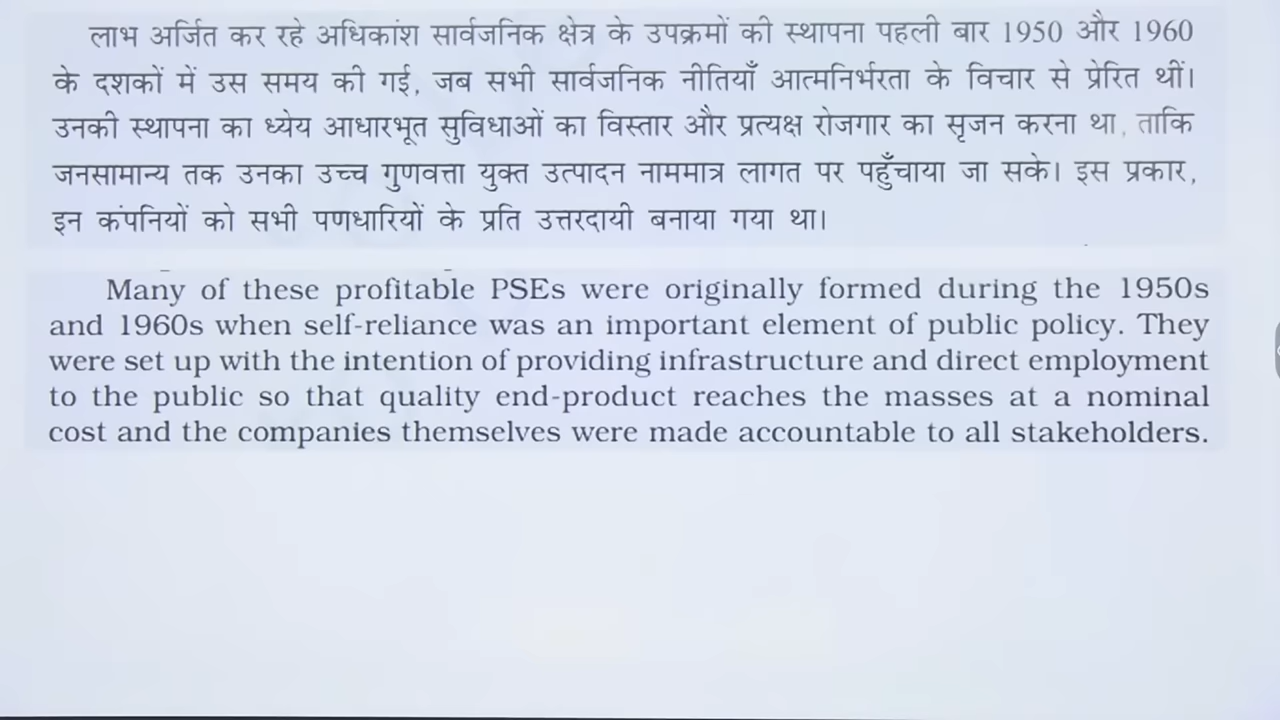 लाभ अर्जित कर रहे अधिकांश सार्वजनिक क्षेत्र के उपक्रमों की स्थापना पहली बार 1950 और 1960
के दशकों में उस समय की गई, जब सभी सार्वजनिक नीतियाँ आत्मनिर्भरता के विचार से प्रेरित थीं।
उनकी स्थापना का ध्येय आधारभूत सुविधाओं का विस्तार और प्रत्यक्ष रोजगार का सृजन करना था, ताकि
जनसामान्य तक उनका उच्च गुणवत्ता युक्त उत्पादन नाममात्र लागत पर पहुँचाया जा सके। इस प्रकार,
इन कंपनियों को सभी पणधारियों के प्रति उत्तरदायी बनाया गया था।
Many of these profitable PSEs were originally formed during the 1950s
and 1960s when self-reliance was an important element of public policy. They
were set up with the intention of providing infrastructure and direct employment
to the public so that quality end-product reaches the masses at a nominal
cost and the companies themselves were made accountable to all stakeholders.